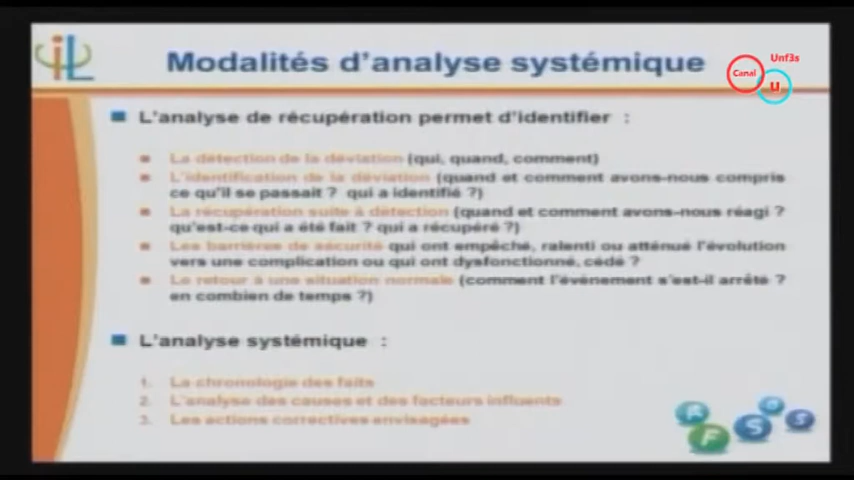 iL
Modalités d'analyse systémique
Unf3s
Canal
U
L'analyse de récupération permet d'identifier :
La détection de la déviation (qui, quand, comment)
L'identification de la déviation (quand et comment avons-nous compris
ce qu'il se passait ? qui a identifié ?)
La récupération suite à détection (quand et comment avons-nous réagi ?
qu'est-ce qui a été fait ? qui a récupéré ?)
Les barrières de sécurité qui ont empêché, ralenti ou atténué l'évolution
vers une complication ou qui ont dysfonctionné, cédé ?
Le retour à une situation normale (comment l'événement s'est-il arrêté ?
en combien de temps ?)
L'analyse systémique :
1. La chronologie des faits
2. L'analyse des causes et des facteurs influents
3. Les actions correctives envisagées